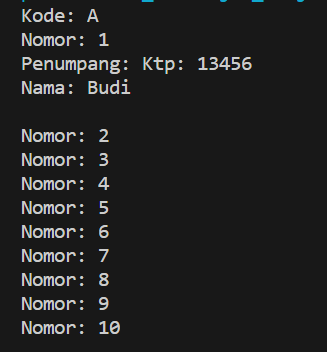 Kode: A
Nomor: 1
Penumpang: Ktp: 13456
Nama: Budi
Nomor: 2
Nomor: 3
Nomor: 4
Nomor: 5
Nomor: 6
Nomor: 7
Nomor: 8
Nomor: 9
Nomor: 10